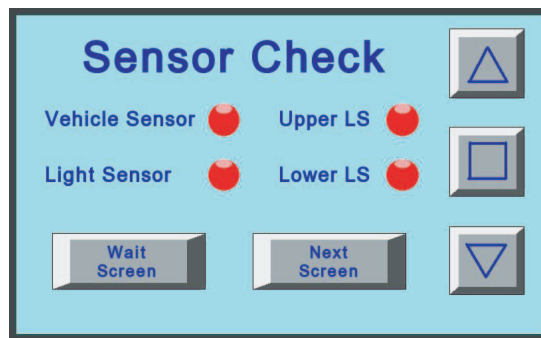 Sensor Check
Vehicle Sensor
Upper LS
Light Sensor
Lower LS
Wait
Screen
Next
Screen